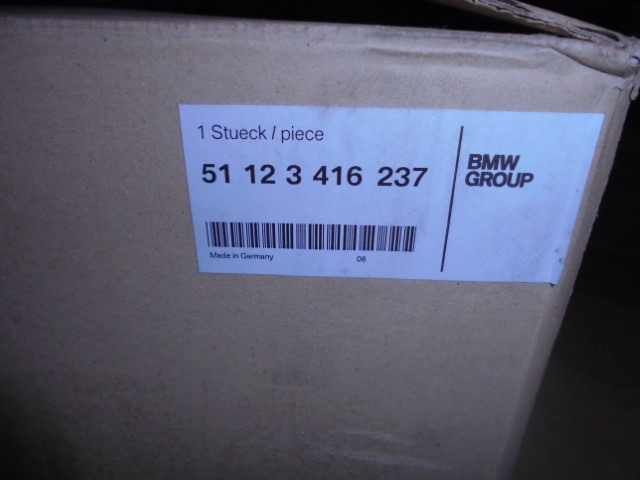 1 Stueck / piece
51 12 3 416 237
BMW
GROUP
Made in Germany 06